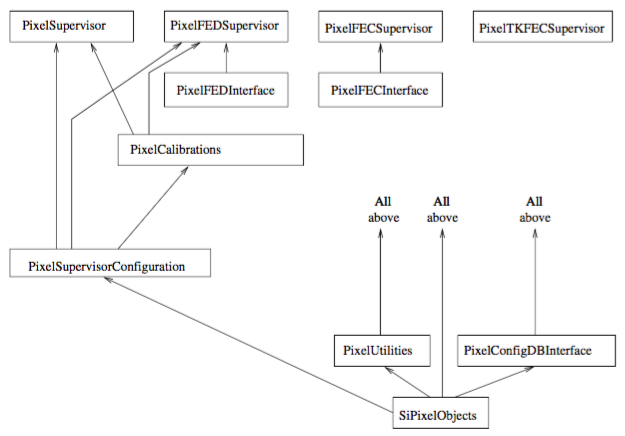 PixelSupervisor
PixelFEDSupervisor
PixelFECSupervisor
PixelTKFECSupervisor
PixelFEDInterface
PixelFECInterface
PixelCalibrations
All
above
All
above
All
above
PixelSupervisorConfiguration
PixelUtilities
PixelConfigDBInterface
SiPixelObjects